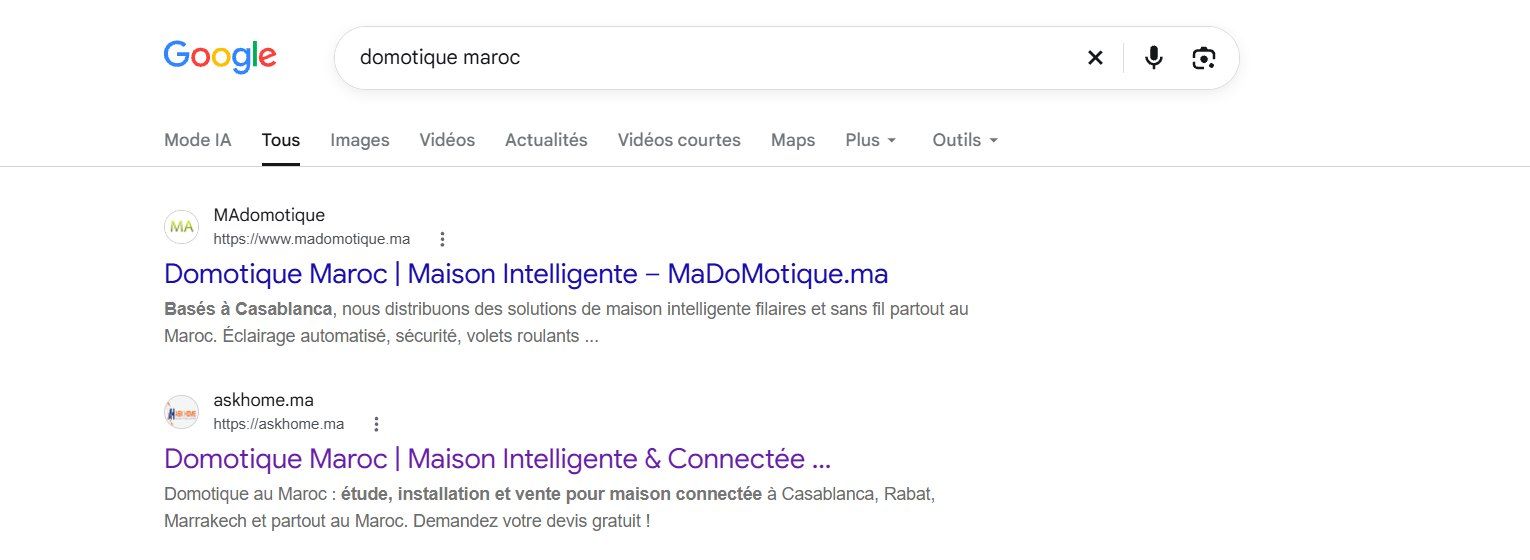 Google
domotique maroc
Mode IA Tous Images Vidéos Actualités Vidéos courtes Maps Plus Outils
MA
MAdomotique
https://www.madomotique.ma
Domotique Maroc | Maison Intelligente – MaDoMotique.ma
Basés à Casablanca, nous distribuons des solutions de maison intelligente filaires et sans fil partout au
Maroc. Éclairage automatisé, sécurité, volets roulants ...
askhome.ma
https://askhome.ma
Domotique Maroc | Maison Intelligente & Connectée ...
Domotique au Maroc : étude, installation et vente pour maison connectée à Casablanca, Rabat,
Marrakech et partout au Maroc. Demandez votre devis gratuit !